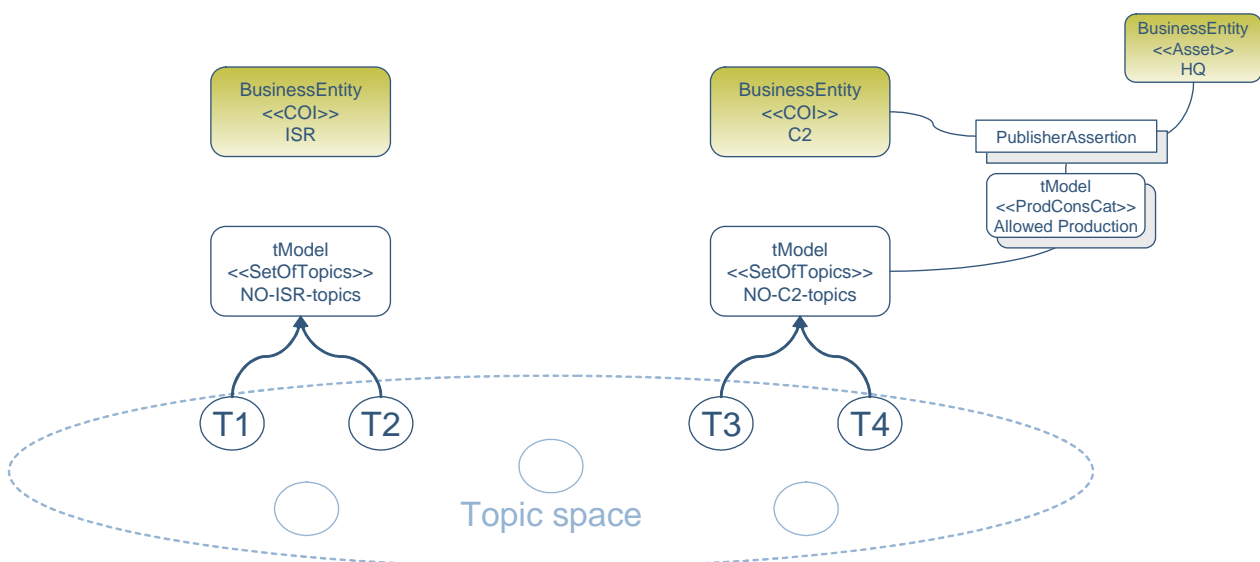 BusinessEntity
<<Asset>>
HQ
BusinessEntity
<<COI>>
ISR
BusinessEntity
<<COI>>
C2
PublisherAssertion
tModel
<<ProdConsCat>>
Allowed Production
tModel
<<SetOfTopics>>
NO-ISR-topics
tModel
<<SetOfTopics>>
NO-C2-topics
T1
T2
T3
T4
Topic space